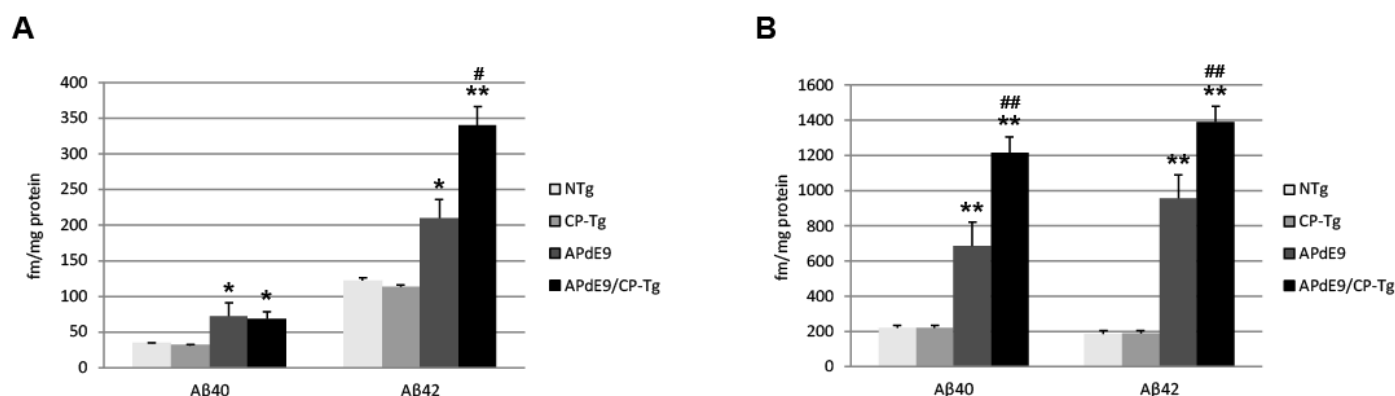 A
fm/mg protein
400
350
300
250
200
150
100
50
0
*
*
*
#
**
Aβ40
Aβ42
NTg
CP-Tg
APdE9
APdE9/CP-Tg
B
fm/mg protein
1600
1400
1200
1000
800
600
400
200
0
**
##
**
**
##
**
Aβ40
Aβ42
NTg
CP-Tg
APdE9
APdE9/CP-Tg